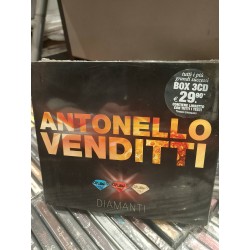 tutti i più
grandi successi
BOX 3CD
€ 29.90*
ANTONELLO
VENDITTI
DIAMANTI